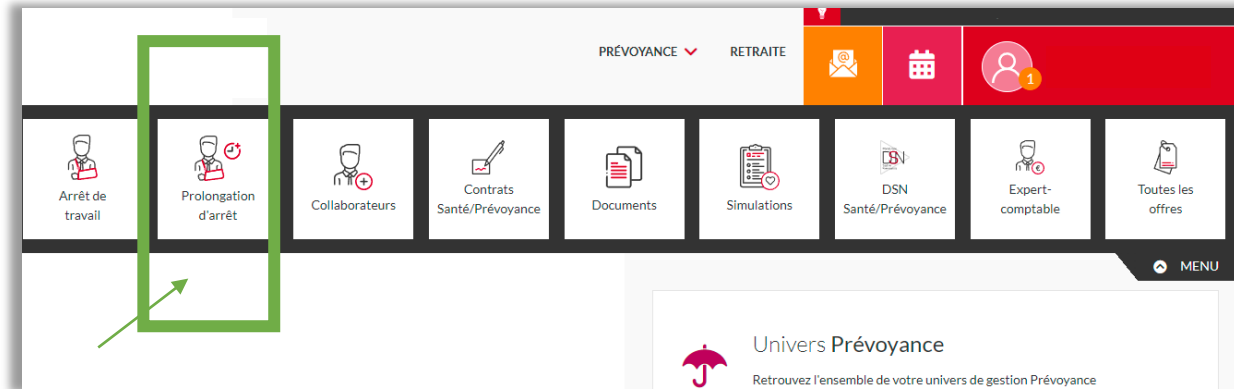 PRÉVOYANCE RETRAITE
1
Arrêt de
travail
Prolongation
d'arrêt
Collaborateurs
Contrats
Santé/Prévoyance
Documents
Simulations
DSN
DSN
Santé/Prévoyance
Expert-
comptable
Toutes les
offres
MENU
Univers Prévoyance
Retrouvez l'ensemble de votre univers de gestion Prévoyance